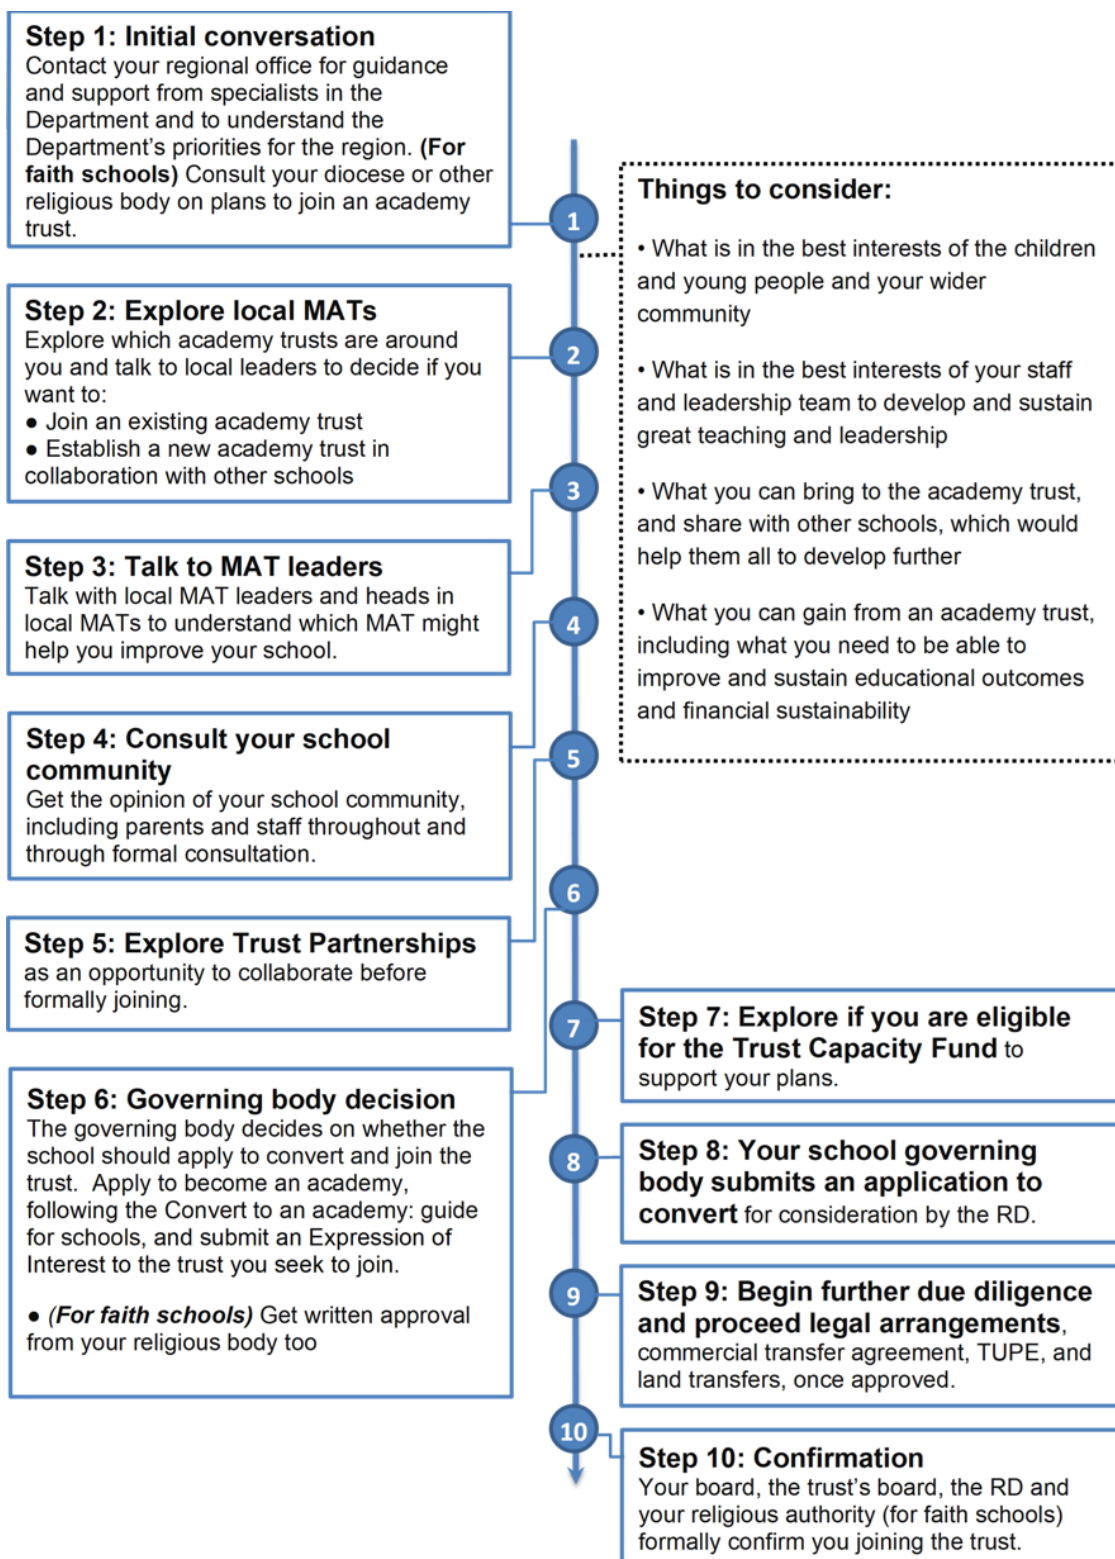 Step 1: Initial conversation
Contact your regional office for guidance
and support from specialists in the
Department and to understand the
Department's priorities for the region. (For
faith schools) Consult your diocese or other
religious body on plans to join an academy
trust.
1
Things to consider:
• What is in the best interests of the children
and young people and your wider
community
• What is in the best interests of your staff
and leadership team to develop and sustain
great teaching and leadership
• What you can bring to the academy trust,
and share with other schools, which would
help them all to develop further
• What you can gain from an academy trust,
including what you need to be able to
improve and sustain educational outcomes
and financial sustainability
Step 2: Explore local MATs
Explore which academy trusts are around
you and talk to local leaders to decide if you
want to:
● Join an existing academy trust
● Establish a new academy trust in
collaboration with other schools
2
Step 3: Talk to MAT leaders
Talk with local MAT leaders and heads in
local MATs to understand which MAT might
help you improve your school.
3
Step 4: Consult your school
community
Get the opinion of your school community,
including parents and staff throughout and
through formal consultation.
4
Step 5: Explore Trust Partnerships
as an opportunity to collaborate before
formally joining.
5
Step 6: Governing body decision
The governing body decides on whether the
school should apply to convert and join the
trust.  Apply to become an academy,
following the Convert to an academy: guide
for schools, and submit an Expression of
Interest to the trust you seek to join.
● (For faith schools) Get written approval
from your religious body too
6
7
Step 7: Explore if you are eligible
for the Trust Capacity Fund to
support your plans.
8
Step 8: Your school governing
body submits an application to
convert for consideration by the RD.
9
Step 9: Begin further due diligence
and proceed legal arrangements,
commercial transfer agreement, TUPE, and
land transfers, once approved.
10
Step 10: Confirmation
Your board, the trust's board, the RD and
your religious authority (for faith schools)
formally confirm you joining the trust.